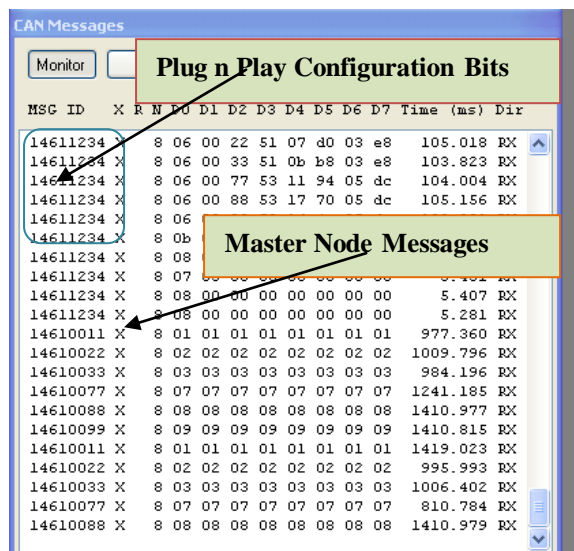 CAN Messages
Monitor
Plug n Play Configuration Bits
MSG ID X R N D0 D1 D2 D3 D4 D5 D6 D7 Time (ms) Dir
14611234 X 8 06 00 22 51 07 d0 03 e8 105.018 RX
14611234 X 8 06 00 33 51 0b b8 03 e8 103.823 RX
14611234 X 8 06 00 77 53 11 94 05 dc 104.004 RX
14611234 X 8 06 00 88 53 17 70 05 dc 105.156 RX
14611234 X 8 06
14611234 X 8 0b
Master Node Messages
14611234 X 8 08
14611234 X 8 07 RX
14611234 X 8 08 00 00 00 00 00 00 00 5.407 RX
14611234 X 8 08 00 00 00 00 00 00 00 5.281 RX
14610011 X 8 01 01 01 01 01 01 01 01 977.360 RX
14610022 X 8 02 02 02 02 02 02 02 02 1009.796 RX
14610033 X 8 03 03 03 03 03 03 03 03 984.196 RX
14610077 X 8 07 07 07 07 07 07 07 07 1241.185 RX
14610088 X 8 08 08 08 08 08 08 08 08 1410.977 RX
14610099 X 8 09 09 09 09 09 09 09 09 1410.815 RX
14610011 X 8 01 01 01 01 01 01 01 01 1419.023 RX
14610022 X 8 02 02 02 02 02 02 02 02 995.993 RX
14610033 X 8 03 03 03 03 03 03 03 03 1006.402 RX
14610077 X 8 07 07 07 07 07 07 07 07 810.784 RX
14610088 X 8 08 08 08 08 08 08 08 08 1410.979 RX